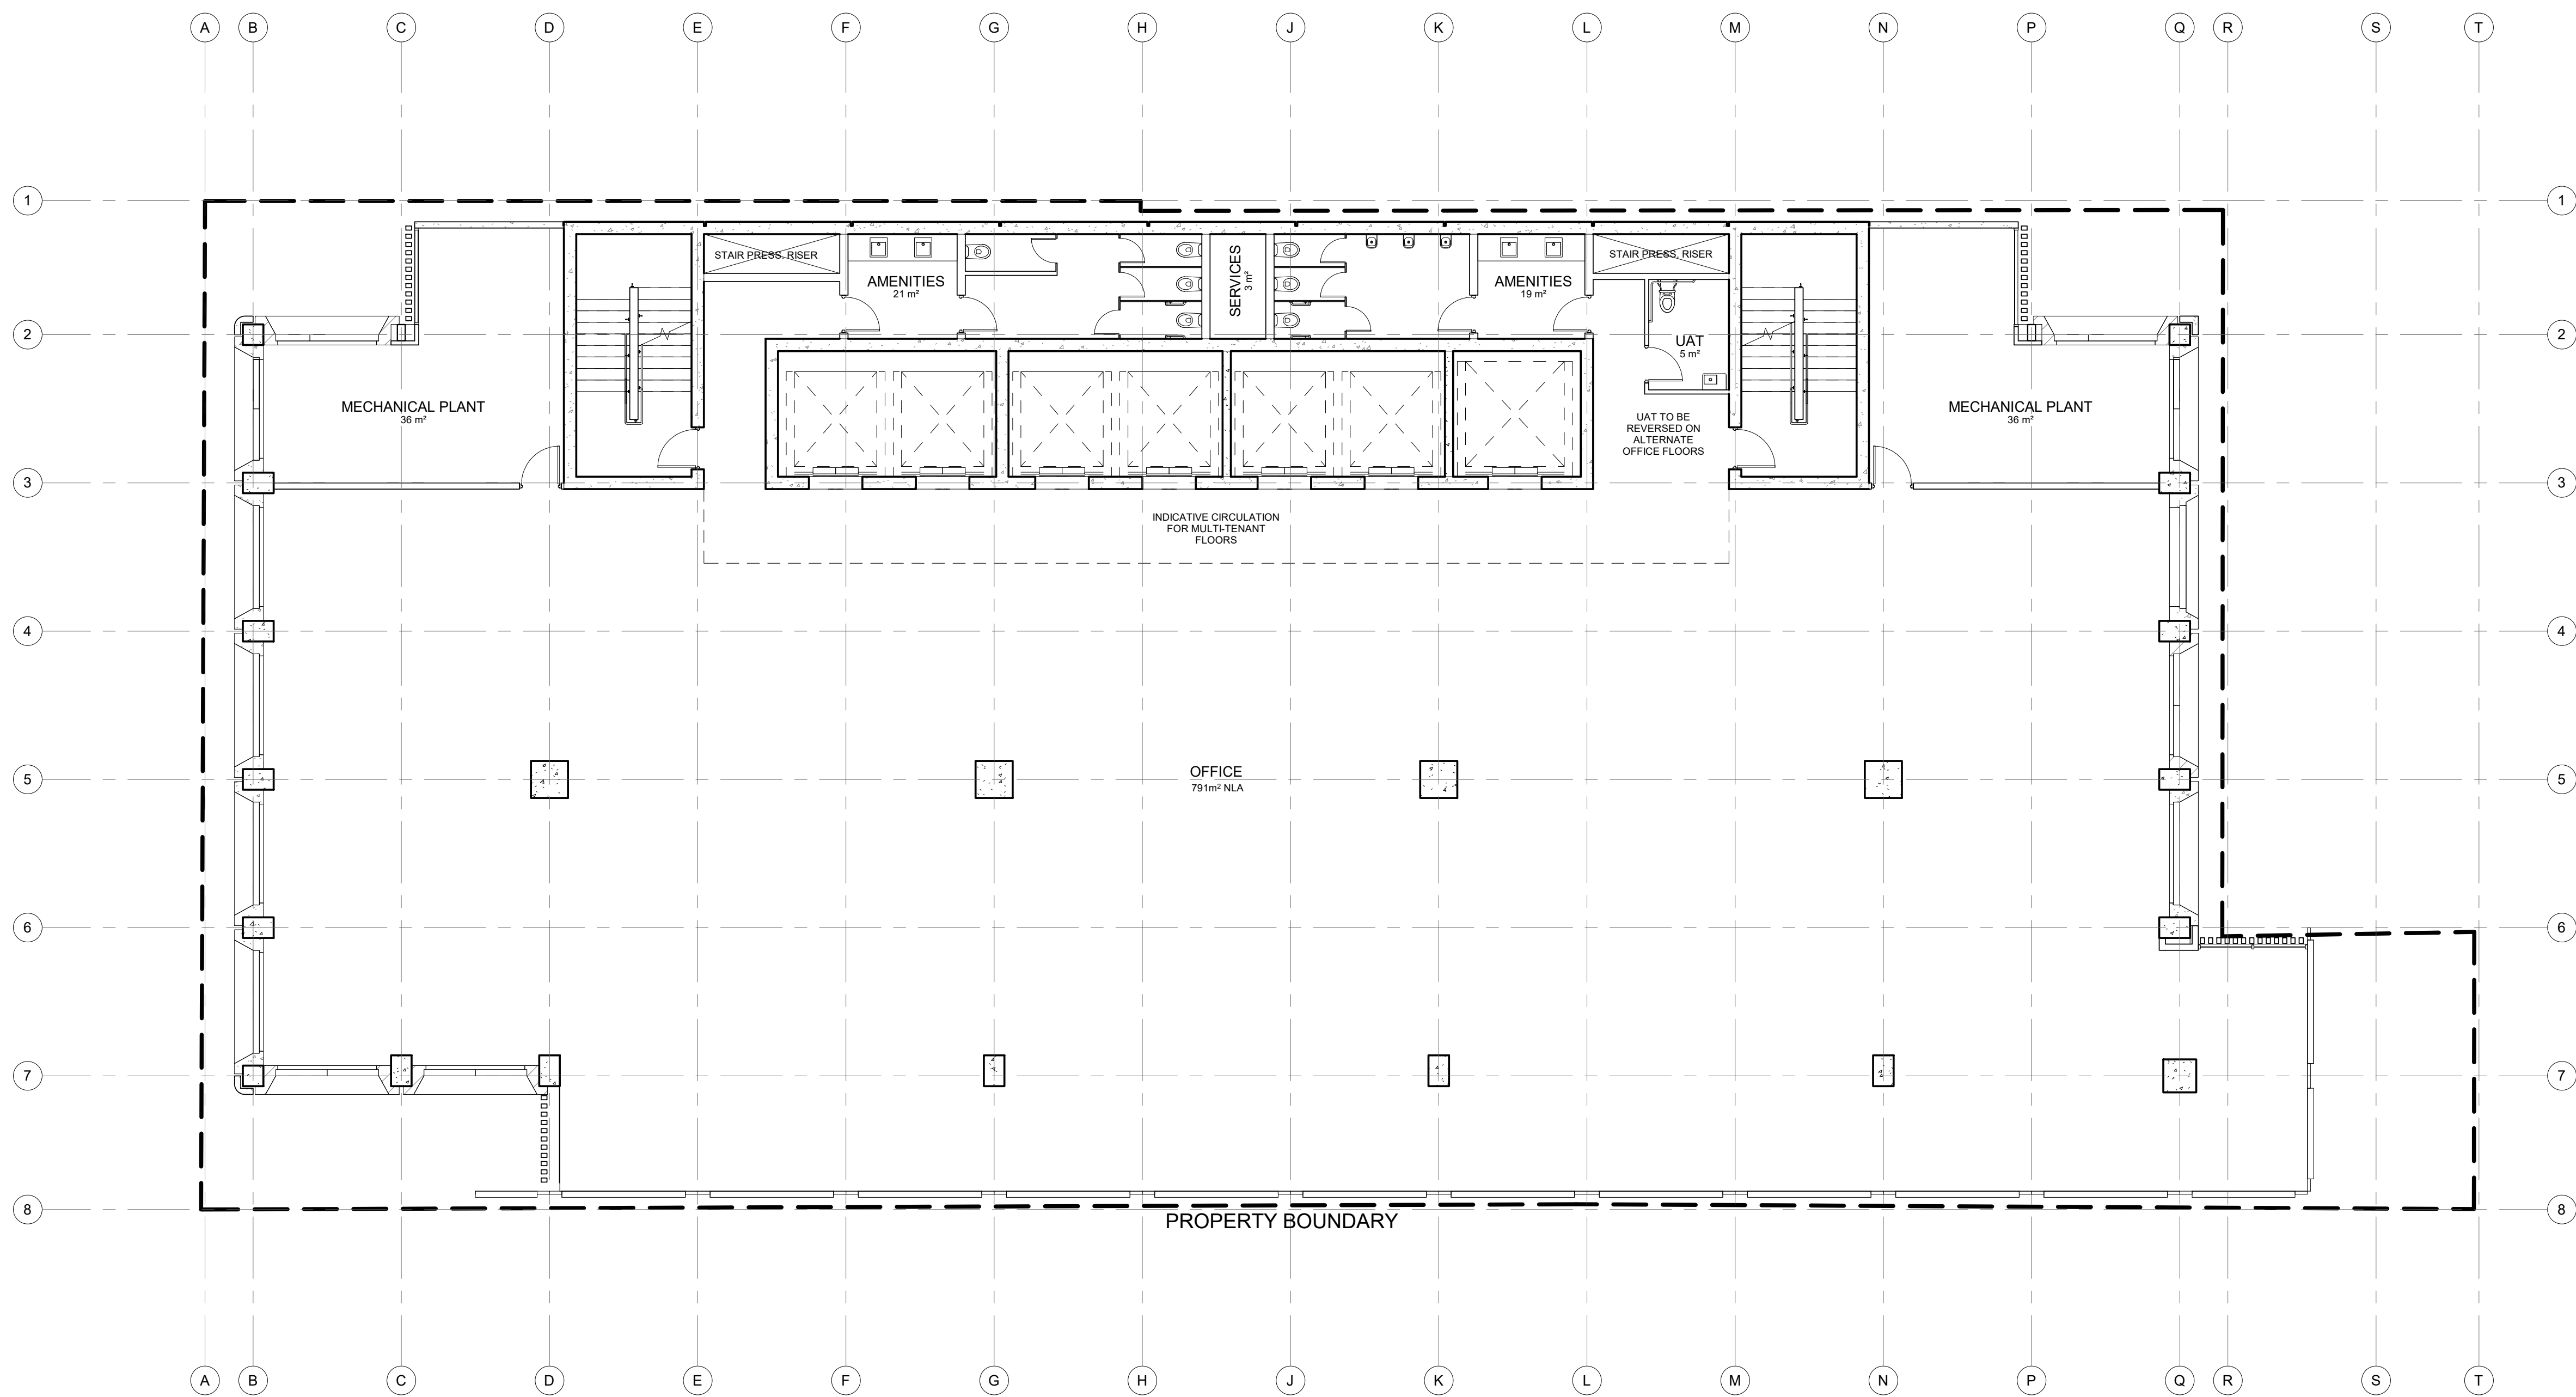 A B C D E F G H J K L M N P Q R S T
1 1
STAIR PRESS. RISER
STAIR PRESS. RISER
AMENITIES
21 m²
SERVICES
3 m²
AMENITIES
19 m²
2 2
UAT
5 m²
MECHANICAL PLANT
36 m²
MECHANICAL PLANT
36 m²
UAT TO BE
REVERSED ON
ALTERNATE
OFFICE FLOORS
3 3
INDICATIVE CIRCULATION
FOR MULTI-TENANT
FLOORS
4 4
OFFICE
791m² NLA
5 5
6 6
7 7
8 8
PROPERTY BOUNDARY
A B C D E F G H J K L M N P Q R S T